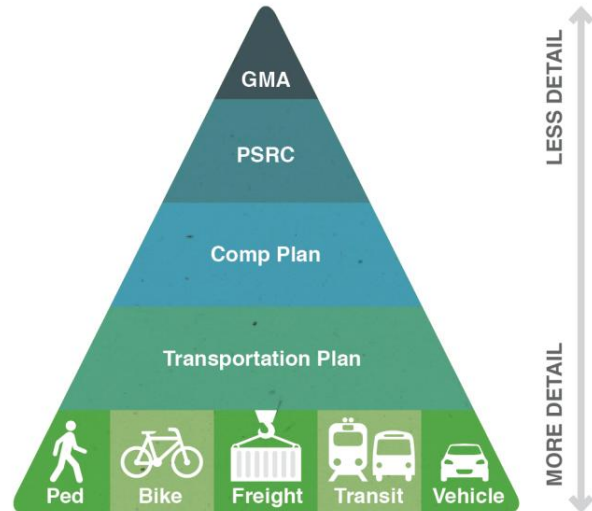 GMA
PSRC
Comp Plan
Transportation Plan
Ped Bike Freight Transit Vehicle
LESS DETAIL
MORE DETAIL